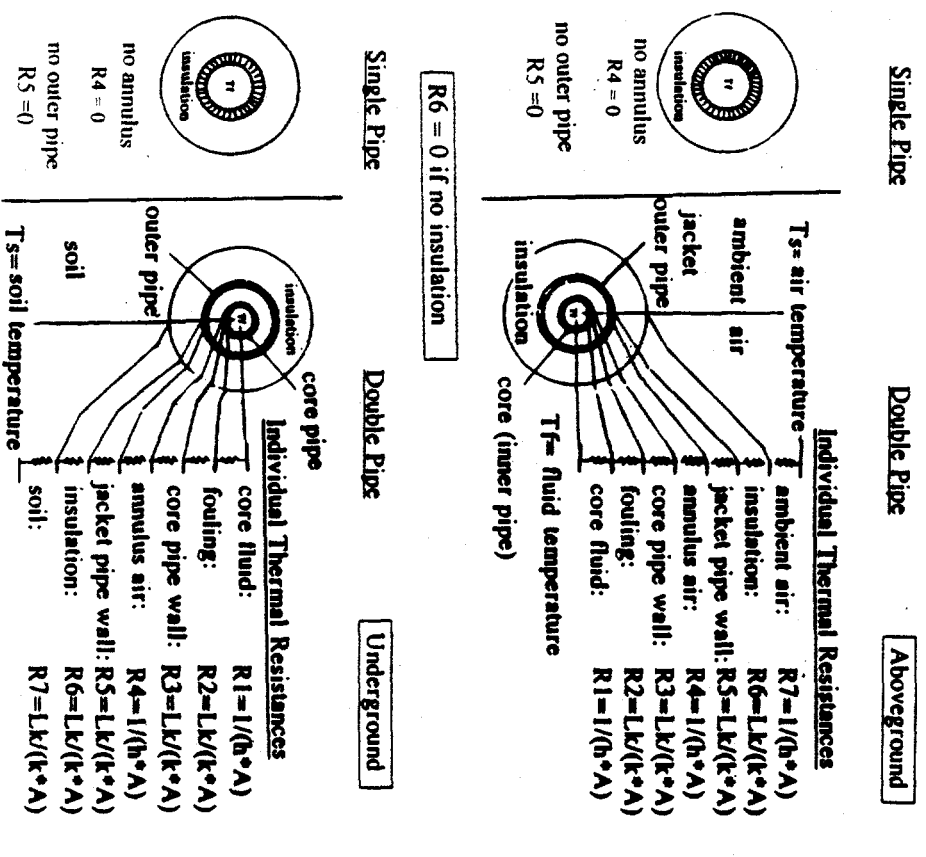 Single Pipe
Double Pipe
Aboveground
no annulus
R4 = 0
no outer pipe
R5 =0
insulation
Tf
Ts= air temperature
ambient air
jacket
outer pipe
insulation
Tf
core (inner pipe)
Tf= fluid temperature
Individual Thermal Resistances
ambient air: R7=1/(h*A)
insulation: R6=Lk/(k*A)
jacket pipe wall: R5=Lk/(k*A)
annulus air: R4=1/(h*A)
core pipe wall: R3=Lk/(k*A)
fouling: R2=Lk/(k*A)
core fluid: R1=1/(h*A)
R6 = 0 if no insulation
Single Pipe
Double Pipe
Underground
insulation
Tf
no annulus
R4 = 0
no outer pipe
R5 =0
insulation
Tf
core pipe
outer pipe
soil
Ts= soil temperature
Individual Thermal Resistances
core fluid: R1=1/(h*A)
fouling: R2=Lk/(k*A)
core pipe wall: R3=Lk/(k*A)
annulus air: R4=1/(h*A)
jacket pipe wall: R5=Lk/(k*A)
insulation: R6=Lk/(k*A)
soil: R7=Lk/(k*A)